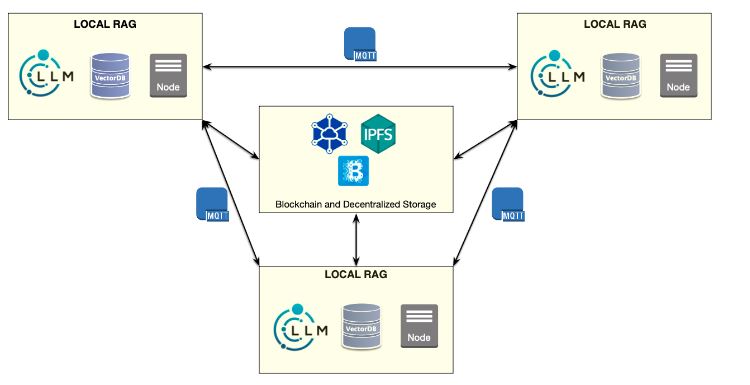 LOCAL RAG
LLM
VectorDB
Node
MQTT
LOCAL RAG
LLM
VectorDB
Node
IPFS
B
Blockchain and Decentralized Storage
MQT
MQTT
LOCAL RAG
LLM
VectorDB
Node